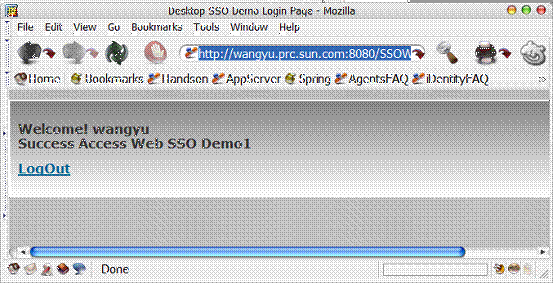 Desktop SSO Demo Login Page - Mozilla
File Edit View Go Bookmarks Tools Window Help
http://wangyu.prc.sun.com:8080/SSOW
Home Bookmarks Handsen AppServer Spring AgentsFAQ iDentityFAQ
Welcome! wangyu
Success Access Web SSO Demo1
LogOut
Done